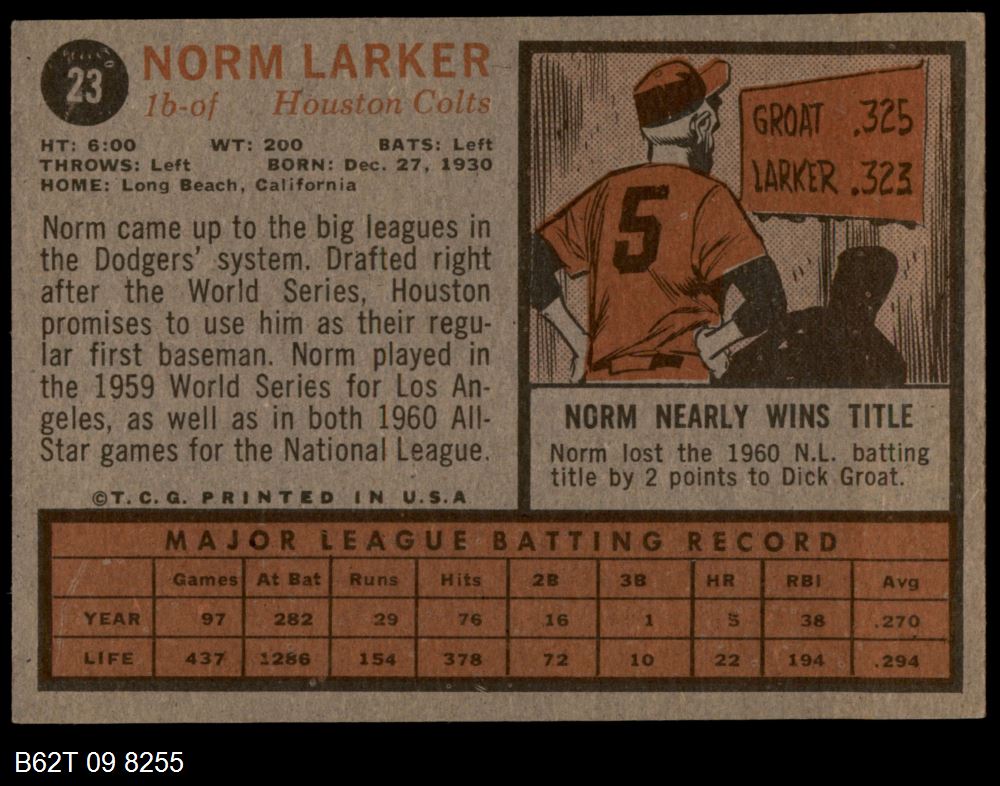 23
NORM LARKER
1b-of Houston Colts
HT: 6:00 WT: 200 BATS: Left
THROWS: Left BORN: Dec. 27, 1930
HOME: Long Beach, California
Norm came up to the big leagues in
the Dodgers' system. Drafted right
after the World Series, Houston
promises to use him as their regu-
lar first baseman. Norm played in
the 1959 World Series for Los An-
geles, as well as in both 1960 All-
Star games for the National League.
©T.C.G. PRINTED IN U.S.A
GROAT .325
LARKER .323
5
NORM NEARLY WINS TITLE
Norm lost the 1960 N.L. batting
title by 2 points to Dick Groat.
MAJOR LEAGUE BATTING RECORD
Games At Bat Runs Hits 2B 3B HR RBI Avg
YEAR 97 282 29 76 16 1 5 38 .270
LIFE 437 1286 154 378 72 10 22 194 .294
B62T 09 8255